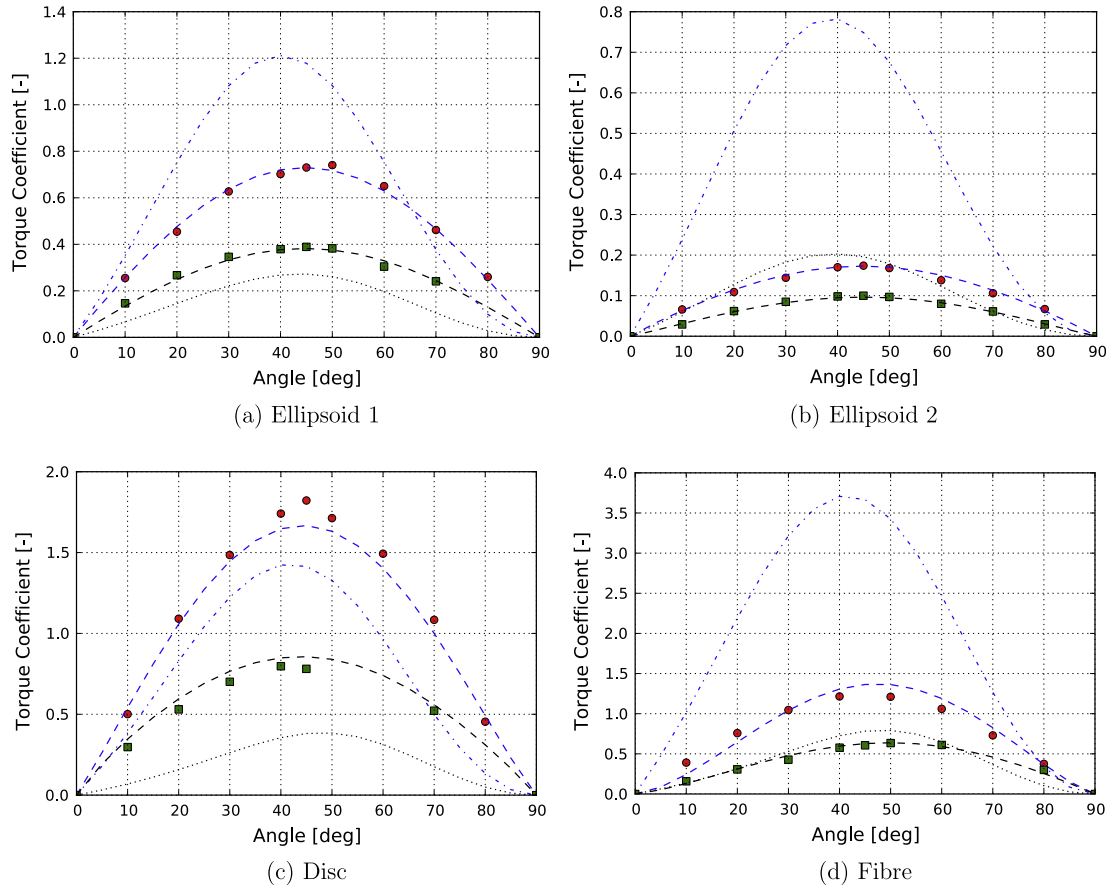 1.4
1.2
1.0
0.8
0.6
0.4
0.2
0.0
Torque Coefficient [-]
0 10 20 30 40 50 60 70 80 90
Angle [deg]
(a) Ellipsoid 1
0.8
0.7
0.6
0.5
0.4
0.3
0.2
0.1
0.0
Torque Coefficient [-]
0 10 20 30 40 50 60 70 80 90
Angle [deg]
(b) Ellipsoid 2
2.0
1.5
1.0
0.5
0.0
Torque Coefficient [-]
0 10 20 30 40 50 60 70 80 90
Angle [deg]
(c) Disc
4.0
3.5
3.0
2.5
2.0
1.5
1.0
0.5
0.0
Torque Coefficient [-]
0 10 20 30 40 50 60 70 80 90
Angle [deg]
(d) Fibre